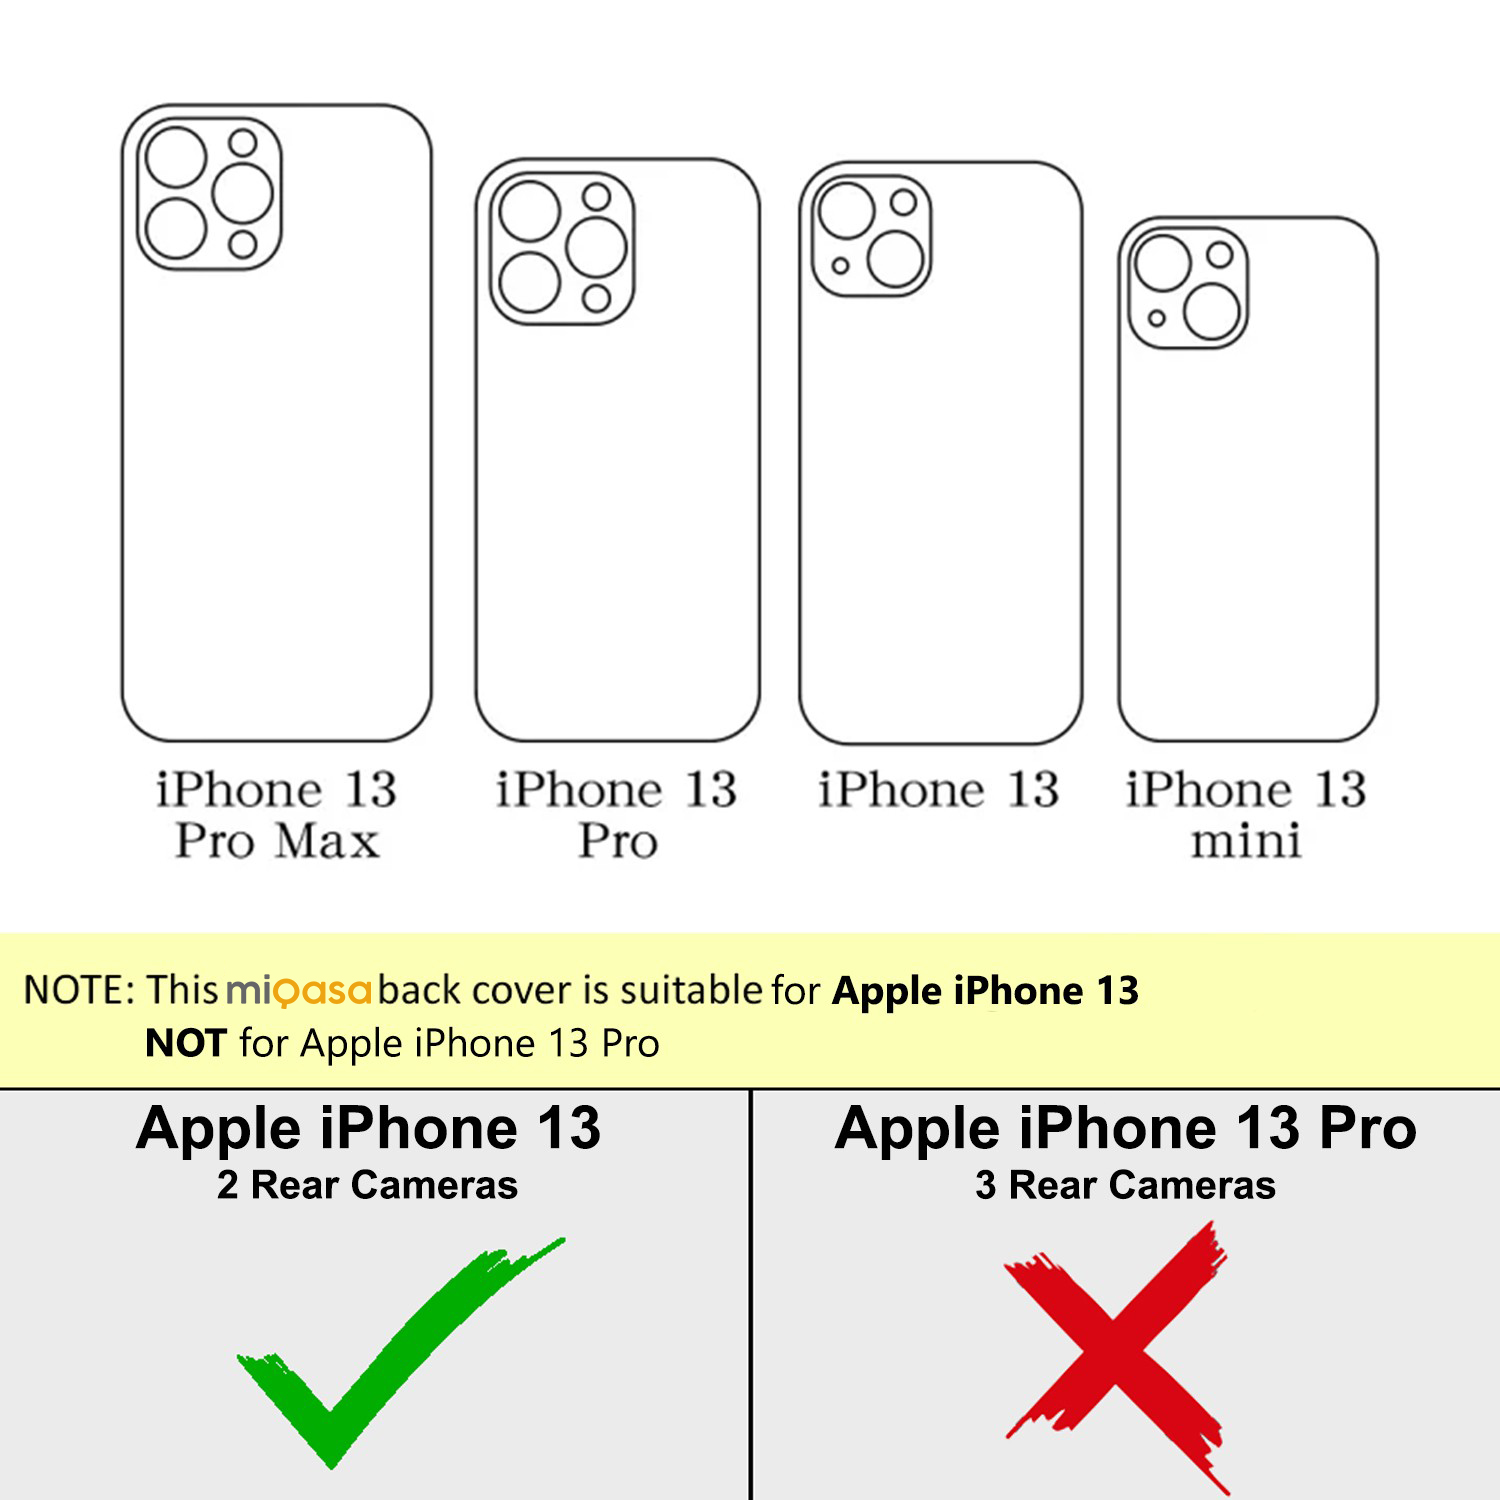 iPhone 13
Pro Max
iPhone 13
Pro
iPhone 13
iPhone 13
mini
NOTE: This miqasa back cover is suitable for Apple iPhone 13
NOT for Apple iPhone 13 Pro
Apple iPhone 13
2 Rear Cameras
Apple iPhone 13 Pro
3 Rear Cameras